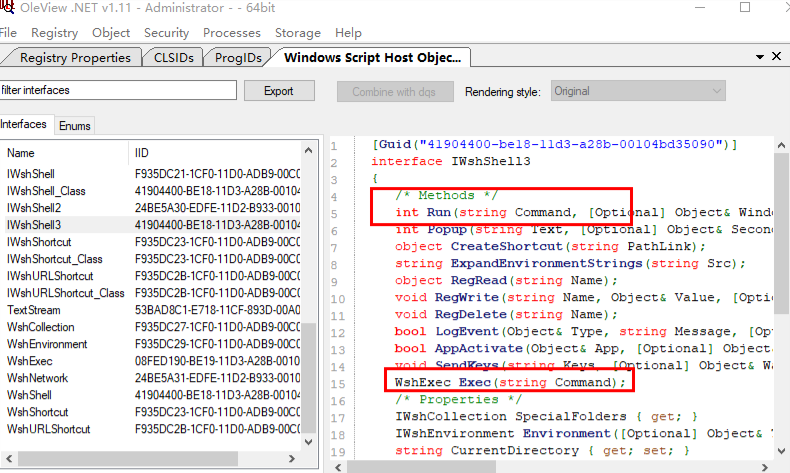 OleView .NET v1.11 - Administrator - - 64bit
File Registry Object Security Processes Storage Help
Registry Properties CLSIDs ProgIDs Windows Script Host Objec...
filter interfaces Export Combine with dqs Rendering style: Original
Interfaces Enums
Name IID
IWshShell F935DC21-1CF0-11D0-ADB9-00C0
IWshShell_Class 41904400-BE18-11D3-A28B-00104
IWshShell2 24BE5A30-EDFE-11D2-B933-00104
IWshShell3 41904400-BE18-11D3-A28B-00104
IWshShortcut F935DC23-1CF0-11D0-ADB9-00C0
IWshShortcut_Class F935DC23-1CF0-11D0-ADB9-00C0
IWshURLShortcut F935DC2B-1CF0-11D0-ADB9-00C0
IWshURLShortcut_Class F935DC2B-1CF0-11D0-ADB9-00C0
TextStream 53BAD8C1-E718-11CF-893D-00A0
WshCollection F935DC27-1CF0-11D0-ADB9-00C0
WshEnvironment F935DC29-1CF0-11D0-ADB9-00C0
WshExec 08FED190-BE19-11D3-A28B-00104
WshNetwork 24BE5A31-EDFE-11D2-B933-00104
WshShell 41904400-BE18-11D3-A28B-00104
WshShortcut F935DC23-1CF0-11D0-ADB9-00C0
WshURLShortcut F935DC2B-1CF0-11D0-ADB9-00C0
1 [Guid("41904400-be18-11d3-a28b-00104bd35090")]
2 interface IWshShell3
3 {
4 /* Methods */
5 int Run(string Command, [Optional] Object& Wind
6 int Popup(string Text, [Optional] Object& Secon
7 object CreateShortcut(string PathLink);
8 string ExpandEnvironmentStrings(string Src);
9 object RegRead(string Name);
10 void RegWrite(string Name, Object& Value, [Opti
11 void RegDelete(string Name);
12 bool LogEvent(Object& Type, string Message, [Op
13 bool AppActivate(Object& App, [Optional] Object
14 void SendKeys(string Keys, [Optional] Object& Wa
15 WshExec Exec(string Command);
16 /* Properties */
17 IWshCollection SpecialFolders { get; }
18 IWshEnvironment Environment([Optional] Object&
19 string CurrentDirectory { get; set; }